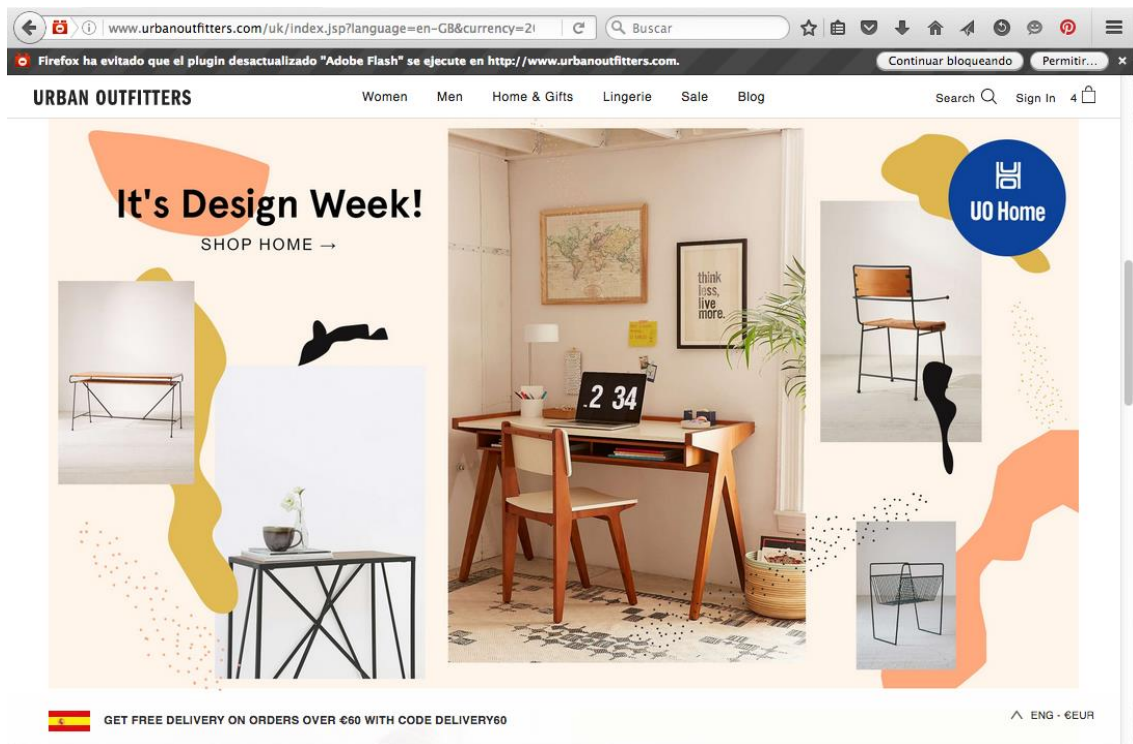 www.urbanoutfitters.com/uk/index.jsp?language=en-GB&currency=2
Buscar
Firefox ha evitado que el plugin desactualizado "Adobe Flash" se ejecute en http://www.urbanoutfitters.com.
Continuar bloqueando
Permitir...
URBAN OUTFITTERS
Women Men Home & Gifts Lingerie Sale Blog
Search Sign In 4
It's Design Week!
SHOP HOME →
UO Home
think
less,
live
more.
2 34
GET FREE DELIVERY ON ORDERS OVER €60 WITH CODE DELIVERY60
ENG - €EUR